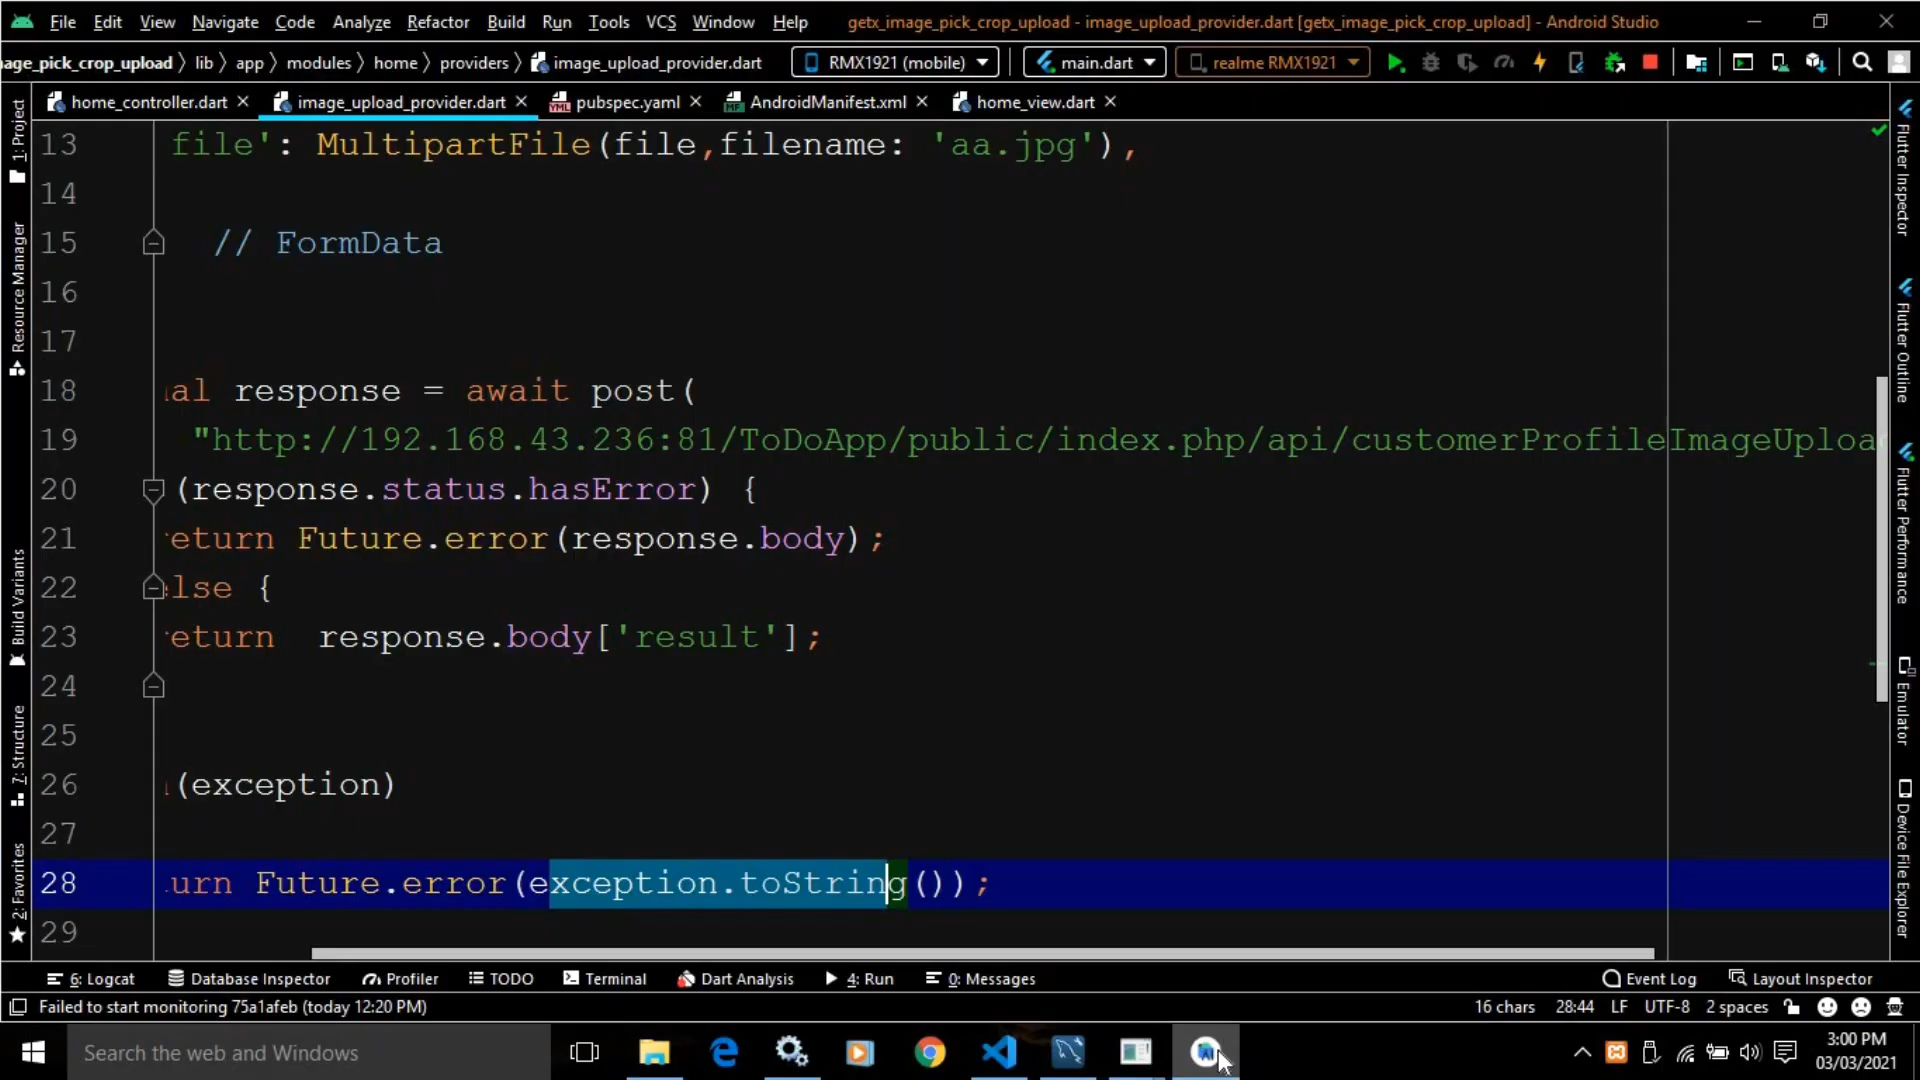 File Edit View Navigate Code Analyze Refactor Build Run Tools VCS Window Help getx_image_pick_crop_upload - image_upload_provider.dart [getx_image_pick_crop_upload] - Android Studio
age_pick_crop_upload lib app modules home providers image_upload_provider.dart RMX1921 (mobile) main.dart realme RMX1921
home_controller.dart image_upload_provider.dart pubspec.yaml AndroidManifest.xml home_view.dart
1: Project
Resource Manager
Build Variants
7: Structure
2: Favorites
13 file': MultipartFile(file,filename: 'aa.jpg'),
14
15 // FormData
16
17
18 al response = await post(
19 "http://192.168.43.236:81/ToDoApp/public/index.php/api/customerProfileImageUploa
20 (response.status.hasError) {
21 eturn Future.error(response.body);
22 lse {
23 eturn response.body['result'];
24
25
26 (exception)
27
28 urn Future.error(exception.toString());
29
Flutter Inspector
Flutter Outline
Flutter Performance
Emulator
Device File Explorer
6: Logcat Database Inspector Profiler TODO Terminal Dart Analysis 4: Run 0: Messages Event Log Layout Inspector
Failed to start monitoring 75a1afeb (today 12:20 PM) 16 chars 28:44 LF UTF-8 2 spaces
Search the web and Windows
3:00 PM
03/03/2021